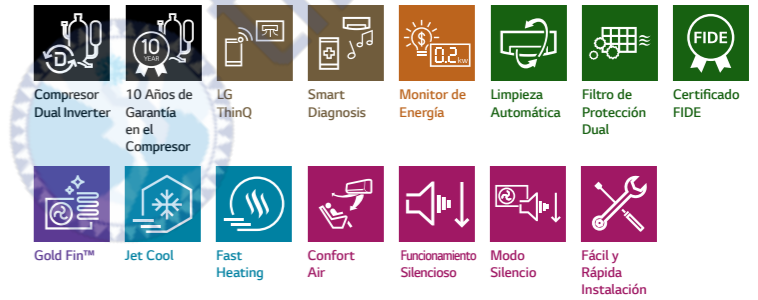 D
10
YEAR
0.2 kw
FIDE
Compresor
Dual Inverter
10 Años de
Garantía
en el
Compresor
LG
ThinQ
Smart
Diagnosis
Monitor de
Energía
Limpieza
Automática
Filtro de
Protección
Dual
Certificado
FIDE
Gold Fin™
Jet Cool
Fast
Heating
Confort
Air
Funcionamiento
Silencioso
Modo
Silencio
Fácil y
Rápida
Instalación